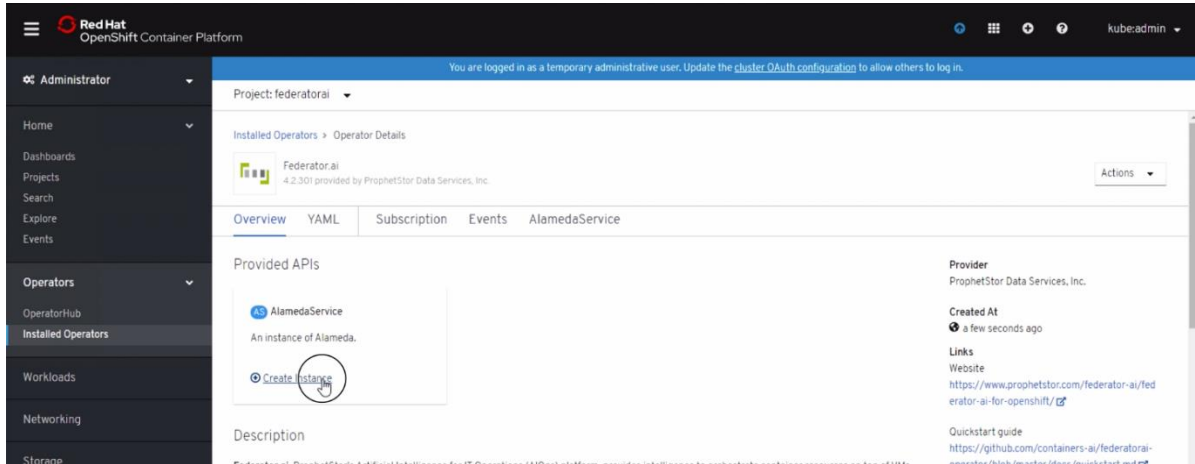 Red Hat
OpenShift Container Platform
kube:admin
You are logged in as a temporary administrative user. Update the cluster OAuth configuration to allow others to log in.
Administrator
Project: federatorai
Home
Dashboards
Projects
Search
Explore
Events
Operators
OperatorHub
Installed Operators
Workloads
Networking
Storage
Installed Operators > Operator Details
Federator.ai
4.2.301 provided by ProphetStor Data Services, Inc.
Actions
Overview YAML Subscription Events AlamedaService
Provided APIs
AS AlamedaService
An instance of Alameda.
Create Instance
Description
Provider
ProphetStor Data Services, Inc.
Created At
a few seconds ago
Links
Website
https://www.prophetstor.com/federator-ai/fed
erator-ai-for-openshift/
Quickstart guide
https://github.com/containers-ai/federatorai-